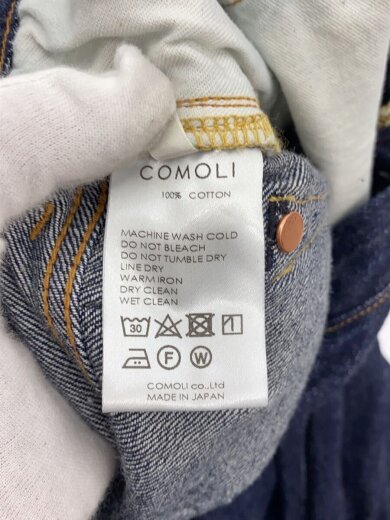 COMOLI
100% COTTON
MACHINE WASH COLD
DO NOT BLEACH
DO NOT TUMBLE DRY
LINE DRY
WARM IRON
DRY CLEAN
WET CLEAN
30
F W
COMOLI co.,Ltd
MADE IN JAPAN